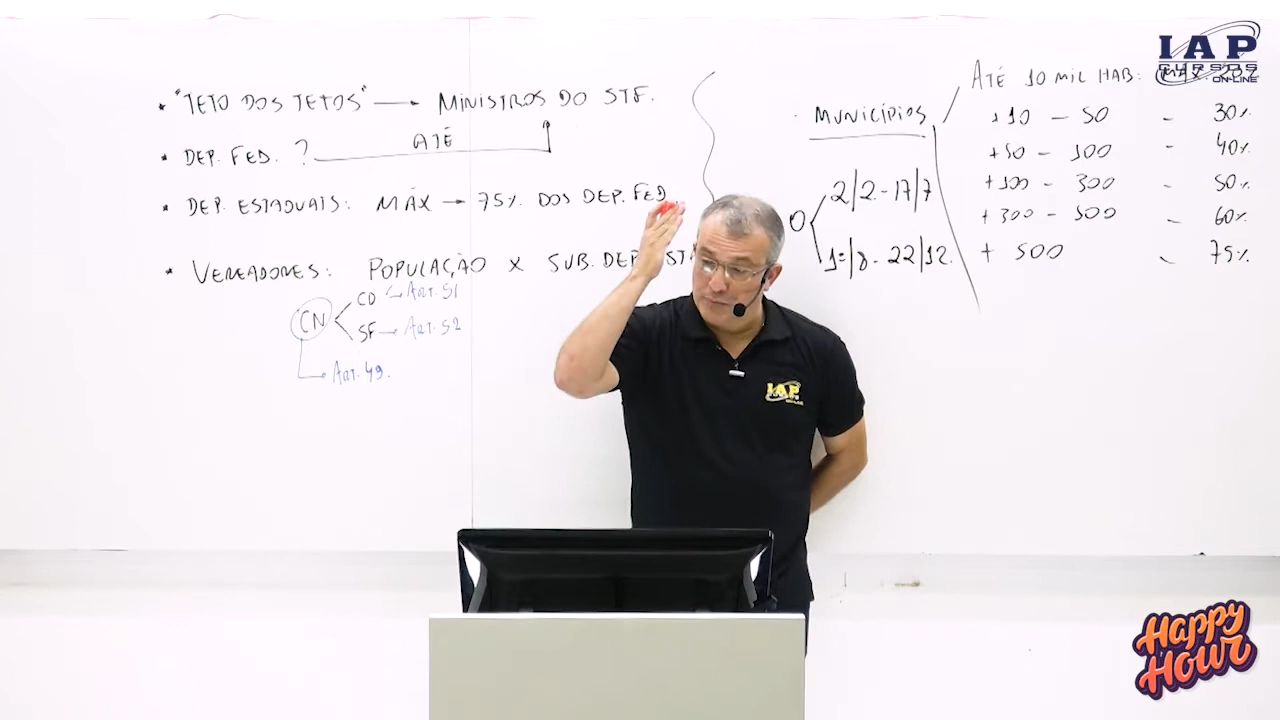 • "TETO DOS TETOS" → MINISTROS DO STF.
ATÉ
• DEP. FED. ?
• DEP. ESTADUAIS: MÁX → 75% DOS DEP. FED
• VEREADORES: POPULAÇÃO X SUB. DEP. ESTA
CN
CD → ART. 51
SF → ART. 52
→ ART. 49.
MUNICÍPIOS
2/2 - 17/7
1º/8 - 22/12.
ATÉ 10 MIL HAB: MÁX 20%
+10 - 50 - 30%
+50 - 100 - 40%
+100 - 300 - 50%
+300 - 500 - 60%
+ 500 - 75%
IAP
CURSOS
ON-LINE
IAP
HAPPY
HOUR